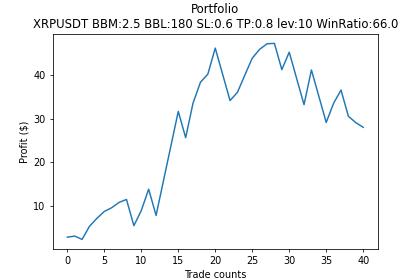 Portfolio
XRPUSDT BBM:2.5 BBL:180 SL:0.6 TP:0.8 lev:10 WinRatio:66.0
Profit ($)
40
30
20
10
0 5 10 15 20 25 30 35 40
Trade counts